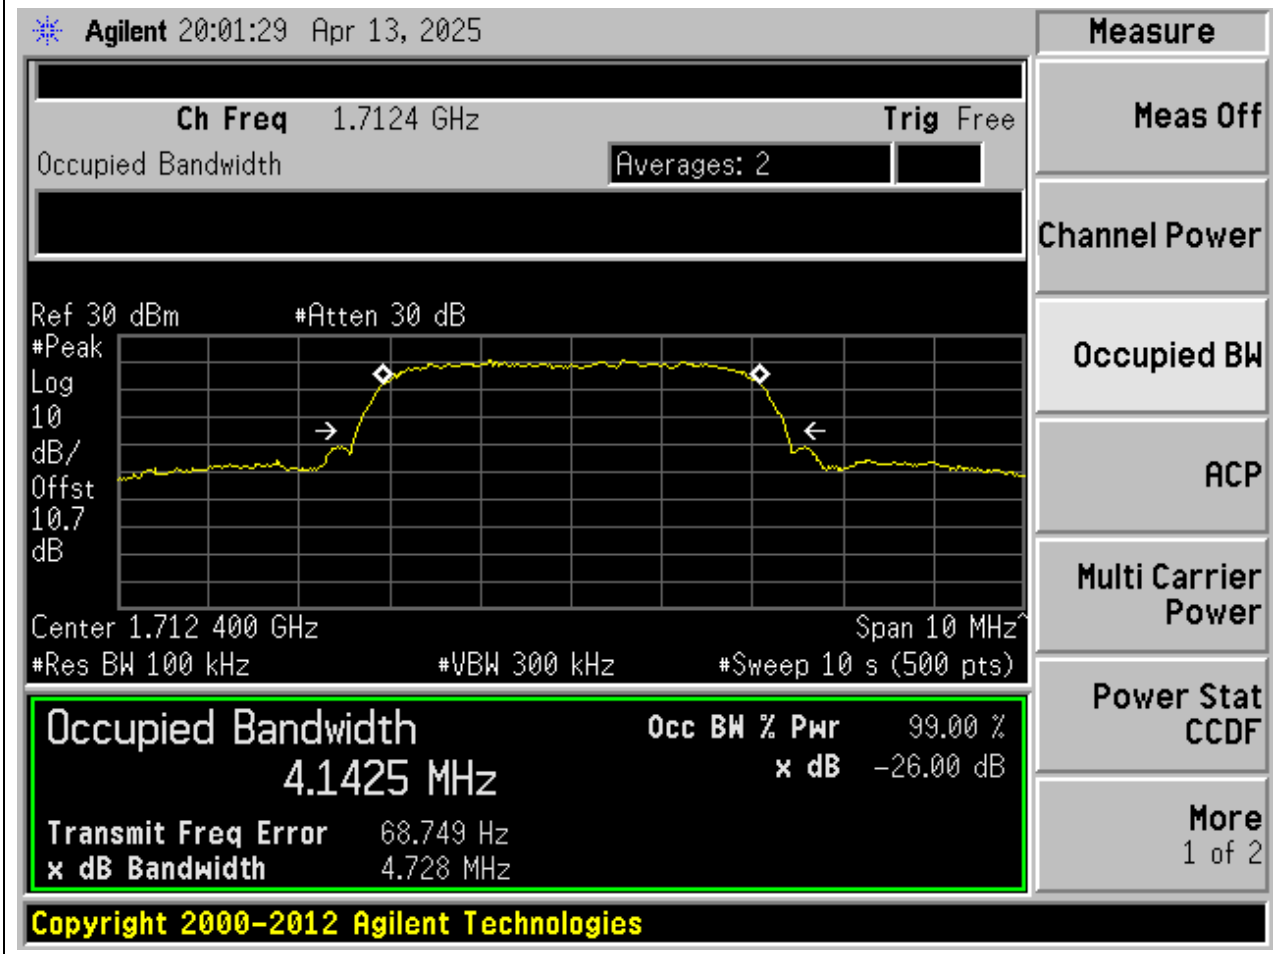 Agilent 20:01:29 Apr 13, 2025
Measure
Ch Freq 1.7124 GHz
Trig Free
Occupied Bandwidth
Averages: 2
Meas Off
Channel Power
Occupied BW
ACP
Multi Carrier
Power
Power Stat
CCDF
More
1 of 2
Ref 30 dBm
#Atten 30 dB
#Peak
Log
10
dB/
Offst
10.7
dB
Center 1.712 400 GHz
Span 10 MHz^
#Res BW 100 kHz
#VBW 300 kHz
#Sweep 10 s (500 pts)
Occupied Bandwidth
4.1425 MHz
Occ BW % Pwr 99.00 %
x dB -26.00 dB
Transmit Freq Error 68.749 Hz
x dB Bandwidth 4.728 MHz
Copyright 2000-2012 Agilent Technologies